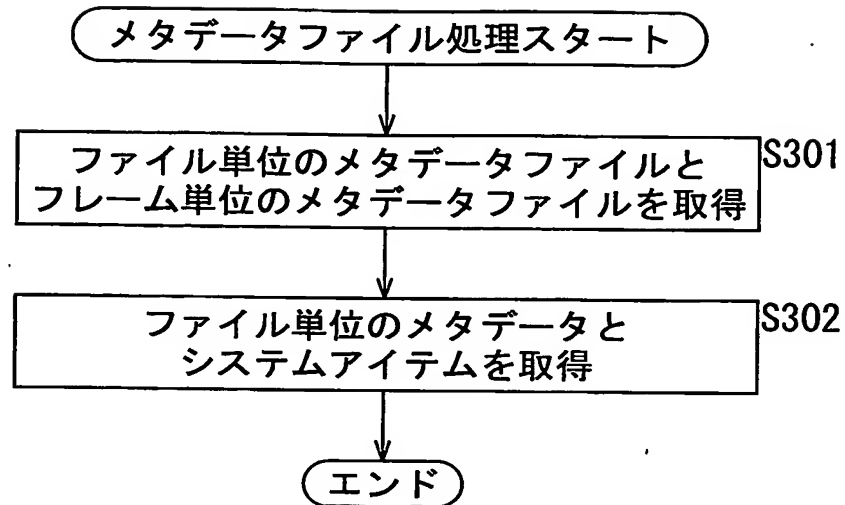 メタデータファイル処理スタート
ファイル単位のメタデータファイルと
フレーム単位のメタデータファイルを取得
S301
ファイル単位のメタデータと
システムアイテムを取得
S302
エンド